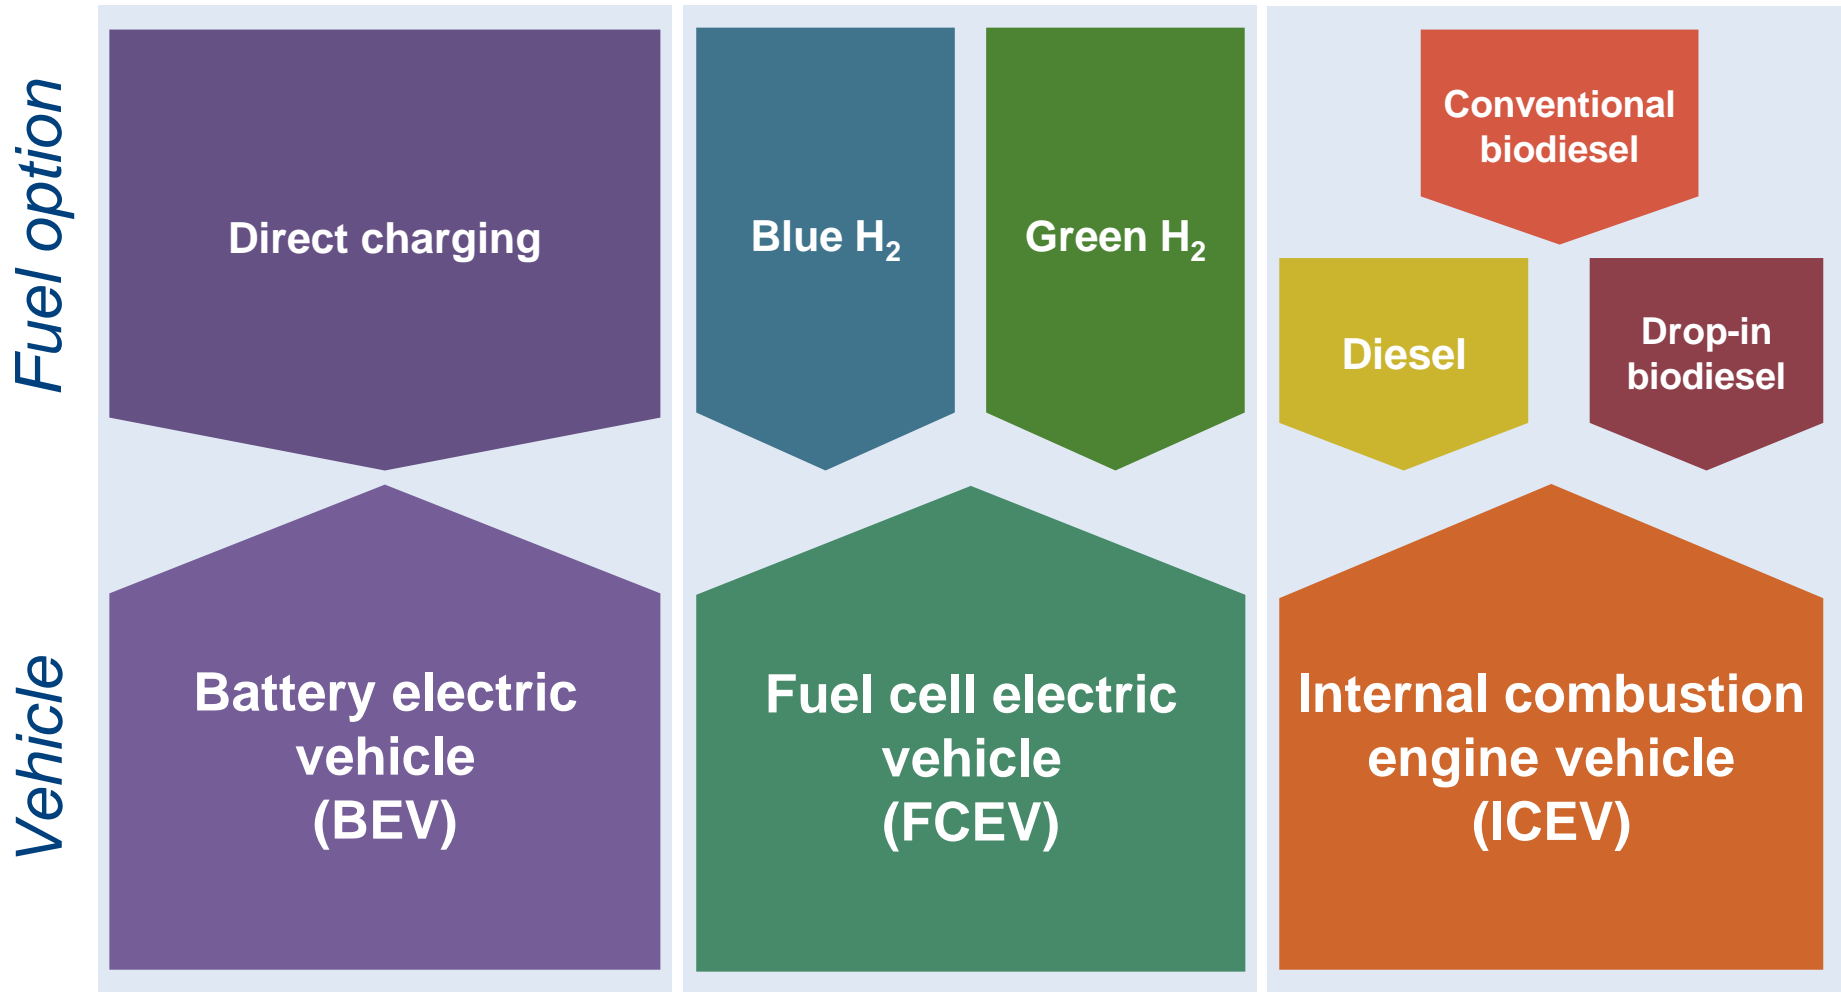 Fuel option
Direct charging
Blue H₂
Green H₂
Conventional
biodiesel
Diesel
Drop-in
biodiesel
Vehicle
Battery electric
vehicle
(BEV)
Fuel cell electric
vehicle
(FCEV)
Internal combustion
engine vehicle
(ICEV)